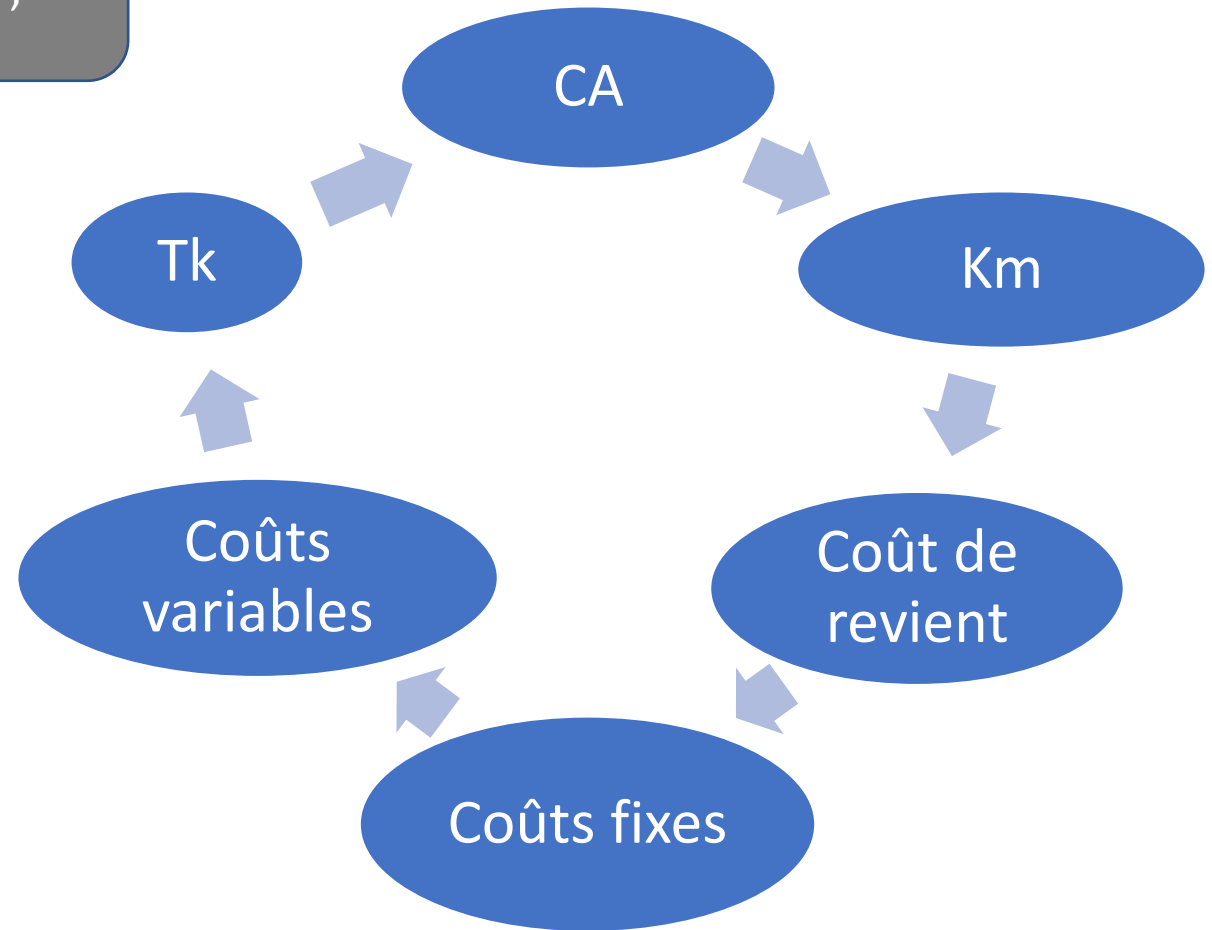 ;
CA
Km
Coût de
revient
Coûts fixes
Coûts
variables
Tk